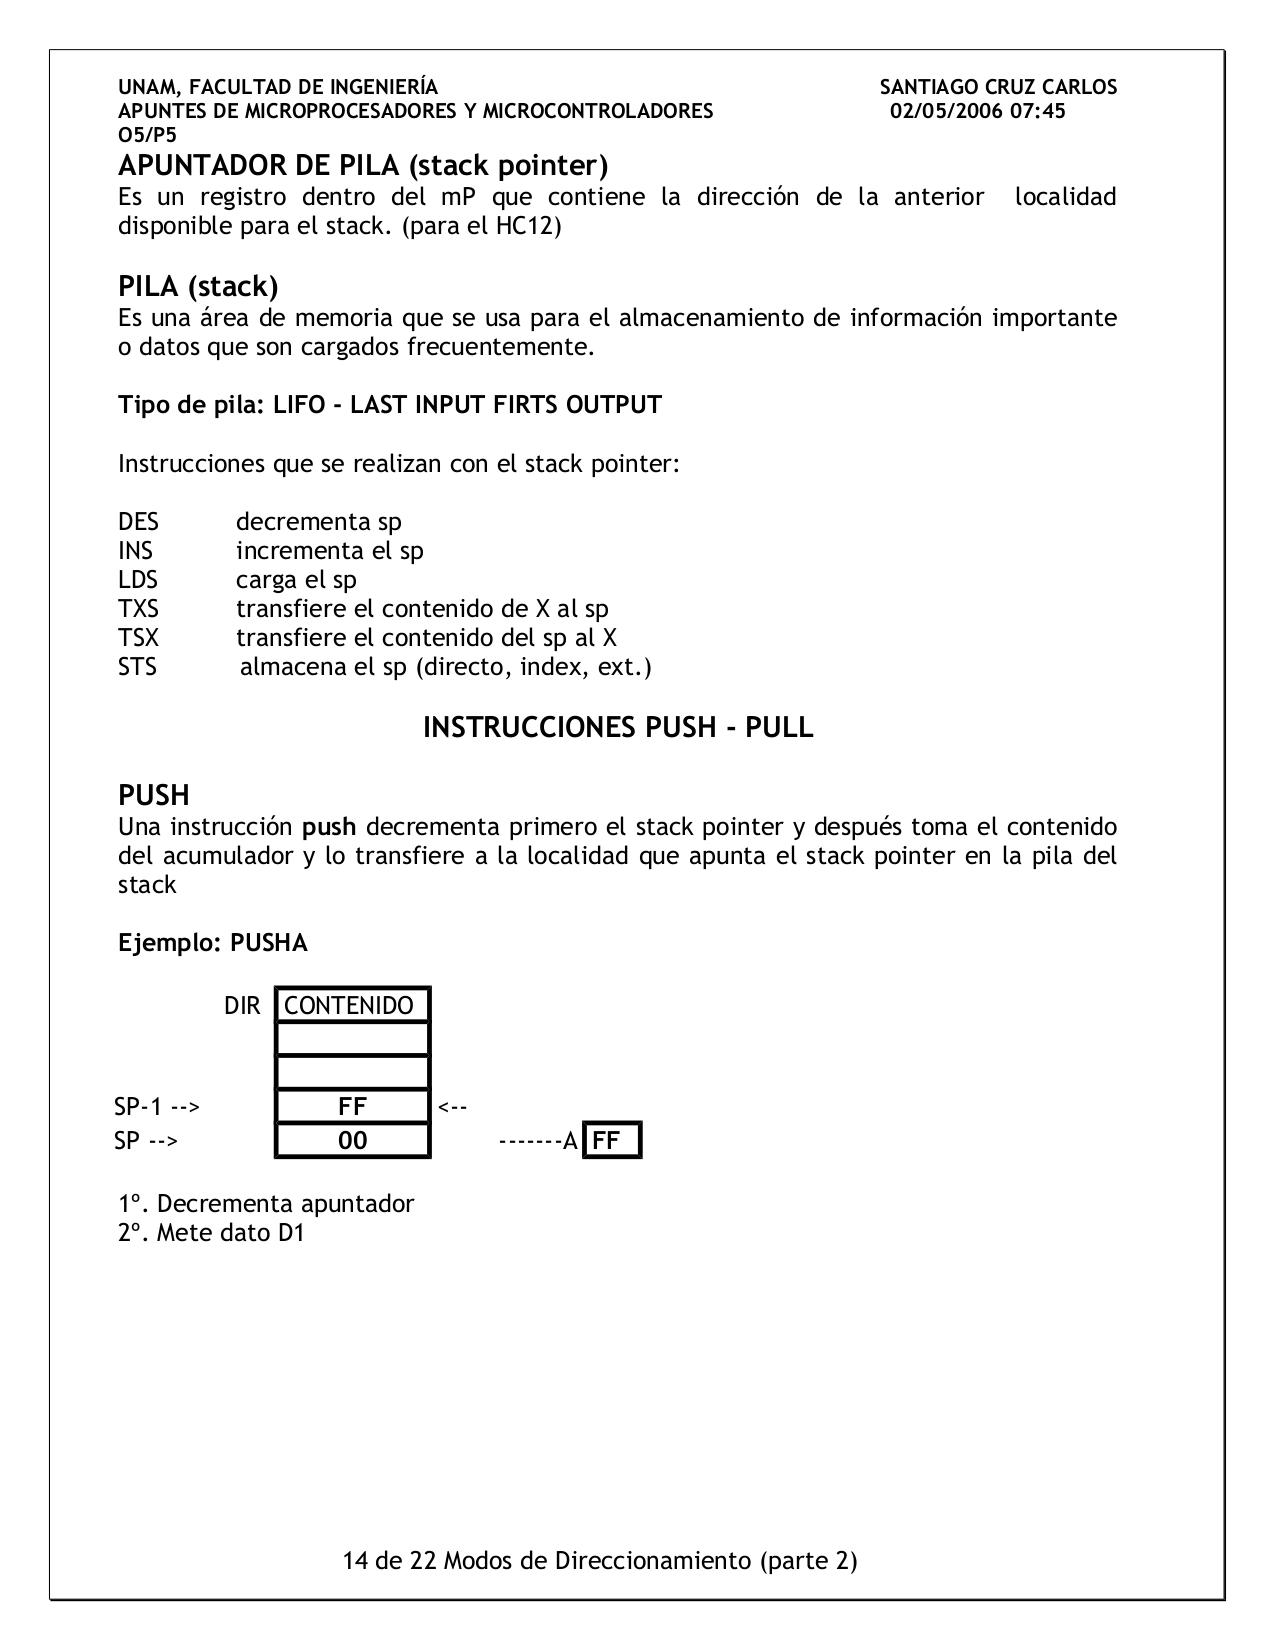 UNAM, FACULTAD DE INGENIERÍA SANTIAGO CRUZ CARLOS
APUNTES DE MICROPROCESADORES Y MICROCONTROLADORES 02/05/2006 07:45
O5/P5
APUNTADOR DE PILA (stack pointer)
Es un registro dentro del mP que contiene la dirección de la anterior localidad
disponible para el stack. (para el HC12)
PILA (stack)
Es una área de memoria que se usa para el almacenamiento de información importante
o datos que son cargados frecuentemente.
Tipo de pila: LIFO - LAST INPUT FIRTS OUTPUT
Instrucciones que se realizan con el stack pointer:
DES decrementa sp
INS incrementa el sp
LDS carga el sp
TXS transfiere el contenido de X al sp
TSX transfiere el contenido del sp al X
STS almacena el sp (directo, index, ext.)
INSTRUCCIONES PUSH - PULL
PUSH
Una instrucción push decrementa primero el stack pointer y después toma el contenido
del acumulador y lo transfiere a la localidad que apunta el stack pointer en la pila del
stack
Ejemplo: PUSHA
DIR CONTENIDO
SP-1 --> FF <--
SP --> 00 -------A FF
1º. Decrementa apuntador
2º. Mete dato D1
14 de 22 Modos de Direccionamiento (parte 2)